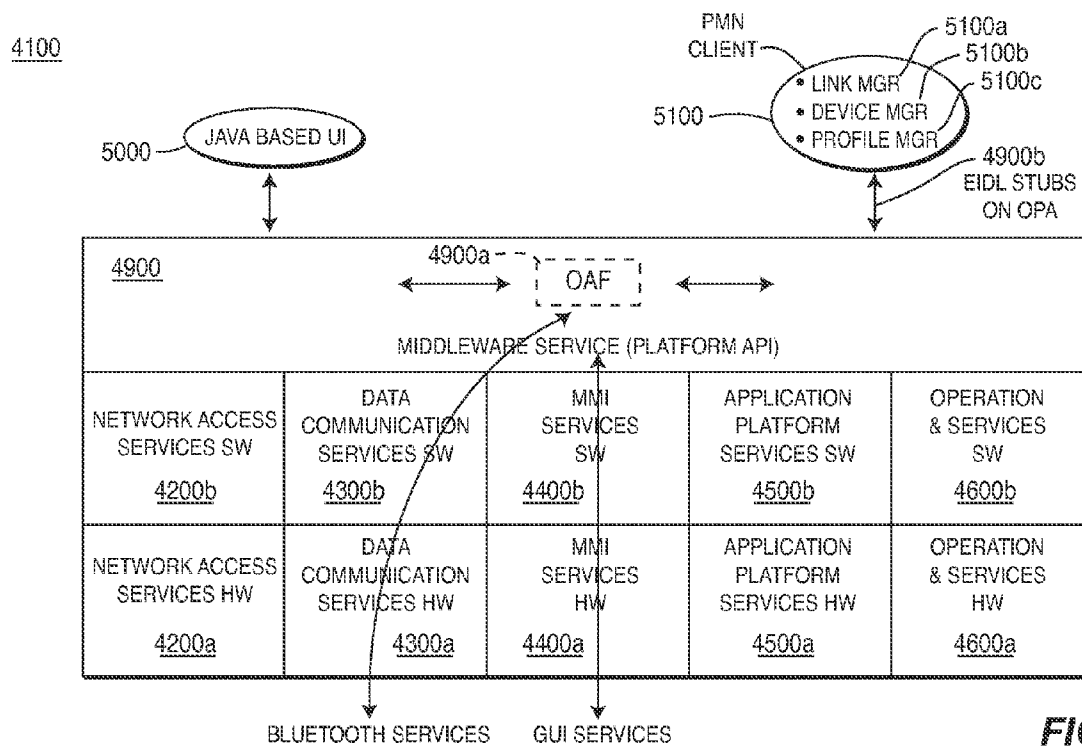 4100
PMN
CLIENT
5100a
5100b
5100c
• LINK MGR
• DEVICE MGR
• PROFILE MGR
5100
5000
JAVA BASED UI
4900b
EIDL STUBS
ON OPA
4900
4900a
OAF
MIDDLEWARE SERVICE (PLATFORM API)
NETWORK ACCESS
SERVICES SW
4200b
DATA
COMMUNICATION
SERVICES SW
4300b
MMI
SERVICES
SW
4400b
APPLICATION
PLATFORM
SERVICES SW
4500b
OPERATION
& SERVICES
SW
4600b
NETWORK ACCESS
SERVICES HW
4200a
DATA
COMMUNICATION
SERVICES HW
4300a
MMI
SERVICES
HW
4400a
APPLICATION
PLATFORM
SERVICES HW
4500a
OPERATION
& SERVICES
HW
4600a
BLUETOOTH SERVICES
GUI SERVICES